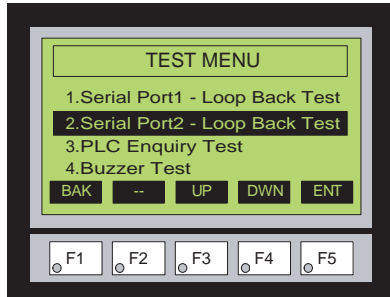 TEST MENU
1.Serial Port1 - Loop Back Test
2.Serial Port2 - Loop Back Test
3.PLC Enquiry Test
4.Buzzer Test
BAK -- UP DWN ENT
F1 F2 F3 F4 F5